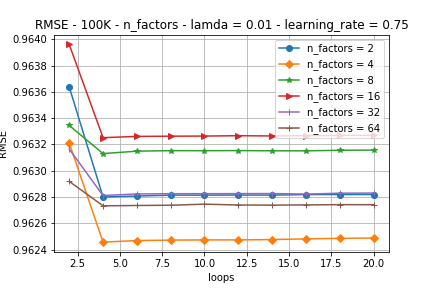 RMSE - 100K - n_factors - lamda = 0.01 - learning_rate = 0.75
0.9640
0.9638
0.9636
0.9634
0.9632
0.9630
0.9628
0.9626
0.9624
RMSE
n_factors = 2
n_factors = 4
n_factors = 8
n_factors = 16
n_factors = 32
n_factors = 64
2.5 5.0 7.5 10.0 12.5 15.0 17.5 20.0
loops